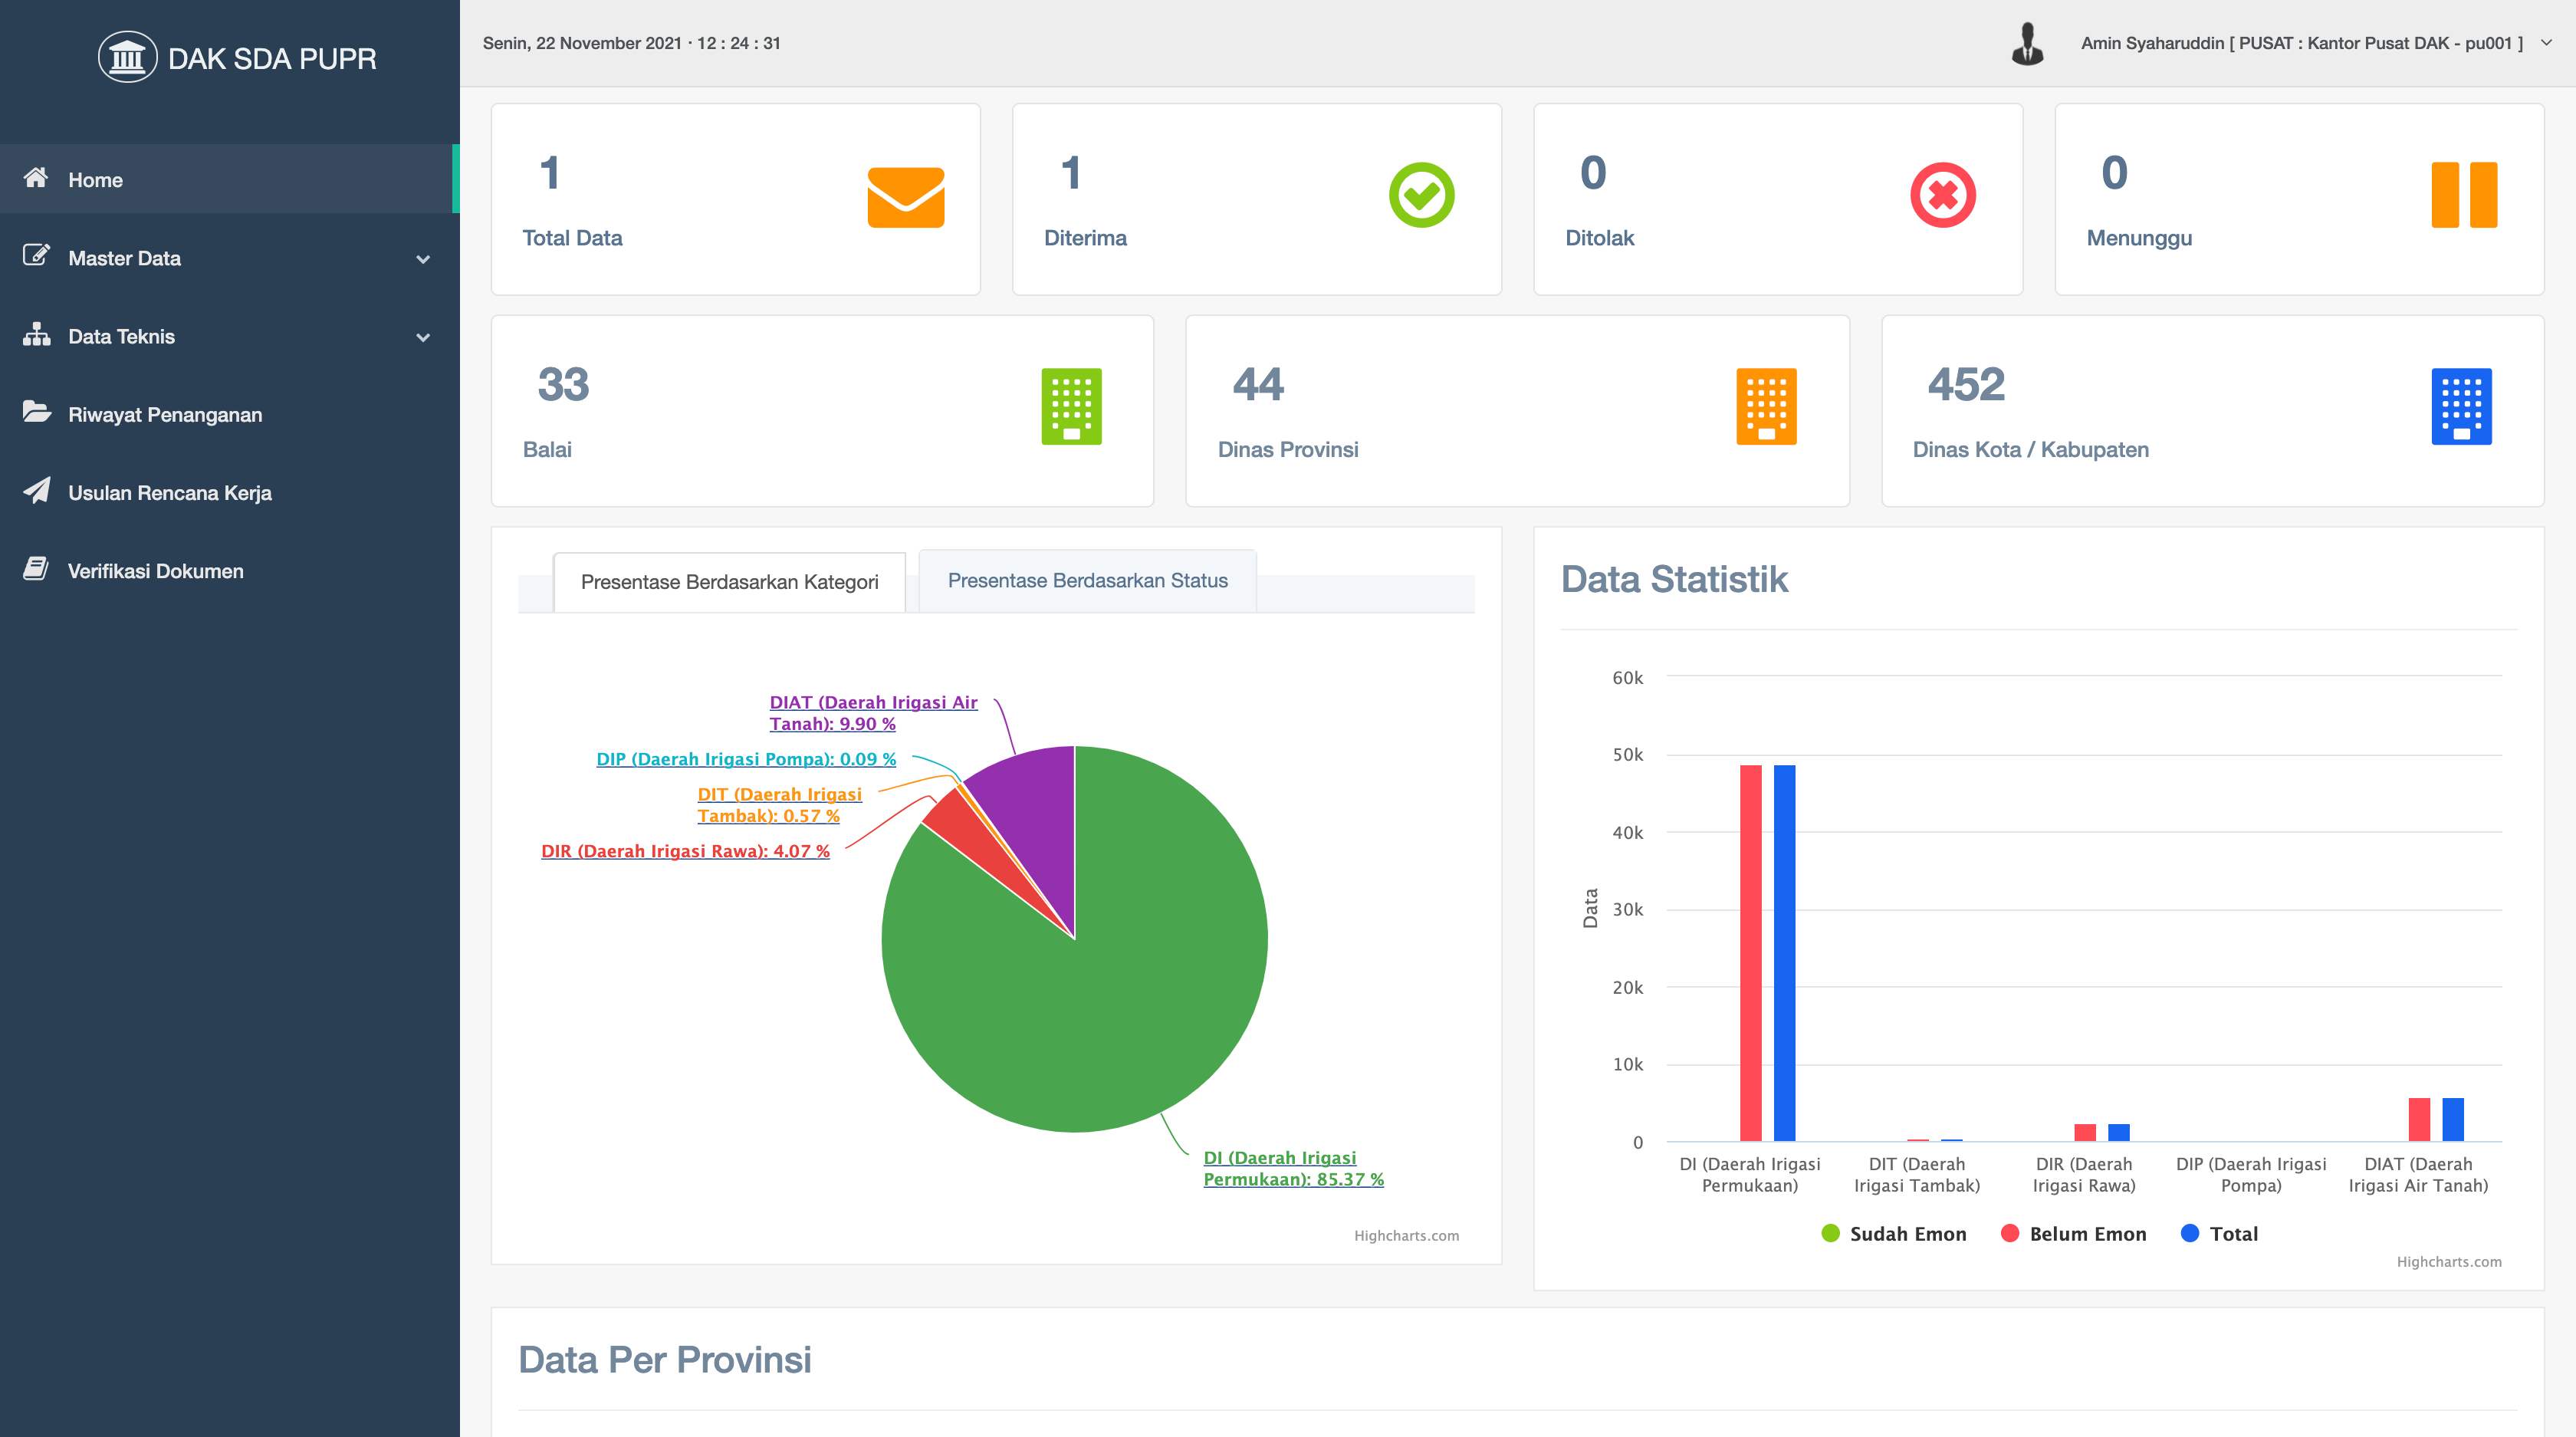 DAK SDA PUPR
Home
Master Data
Data Teknis
Riwayat Penanganan
Usulan Rencana Kerja
Verifikasi Dokumen
Senin, 22 November 2021 · 12 : 24 : 31
Amin Syaharuddin [ PUSAT : Kantor Pusat DAK - pu001 ]
1
Total Data
1
Diterima
0
Ditolak
0
Menunggu
33
Balai
44
Dinas Provinsi
452
Dinas Kota / Kabupaten
Presentase Berdasarkan Kategori
Presentase Berdasarkan Status
DIAT (Daerah Irigasi Air
Tanah): 9.90 %
DIP (Daerah Irigasi Pompa): 0.09 %
DIT (Daerah Irigasi
Tambak): 0.57 %
DIR (Daerah Irigasi Rawa): 4.07 %
DI (Daerah Irigasi
Permukaan): 85.37 %
Highcharts.com
Data Statistik
60k
50k
40k
30k
20k
10k
0
Data
DI (Daerah Irigasi
Permukaan)
DIT (Daerah
Irigasi Tambak)
DIR (Daerah
Irigasi Rawa)
DIP (Daerah Irigasi
Pompa)
DIAT (Daerah
Irigasi Air Tanah)
Sudah Emon
Belum Emon
Total
Highcharts.com
Data Per Provinsi